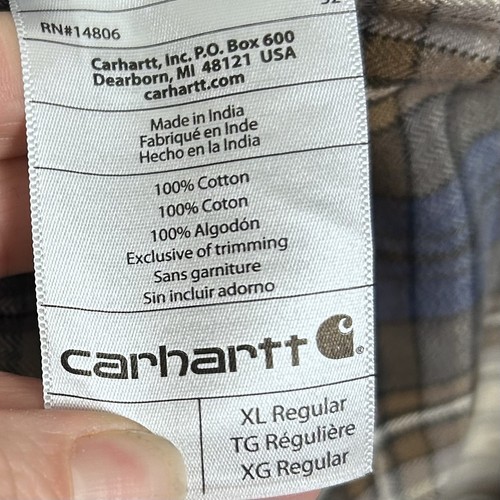 RN#14806
Carhartt, Inc. P.O. Box 600
Dearborn, MI 48121 USA
carhartt.com
Made in India
Fabriqué en Inde
Hecho en la India
100% Cotton
100% Coton
100% Algodón
Exclusive of trimming
Sans garniture
Sin incluir adorno
carhartt ®
XL Regular
TG Régulière
XG Regular